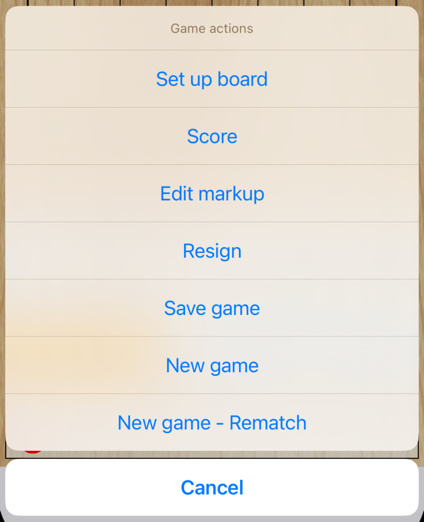 Game actions
Set up board
Score
Edit markup
Resign
Save game
New game
New game - Rematch
Cancel